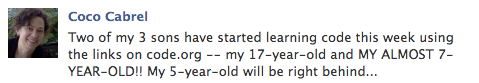 Coco Cabrel
Two of my 3 sons have started learning code this week using
the links on code.org -- my 17-year-old and MY ALMOST 7-
YEAR-OLD!! My 5-year-old will be right behind...